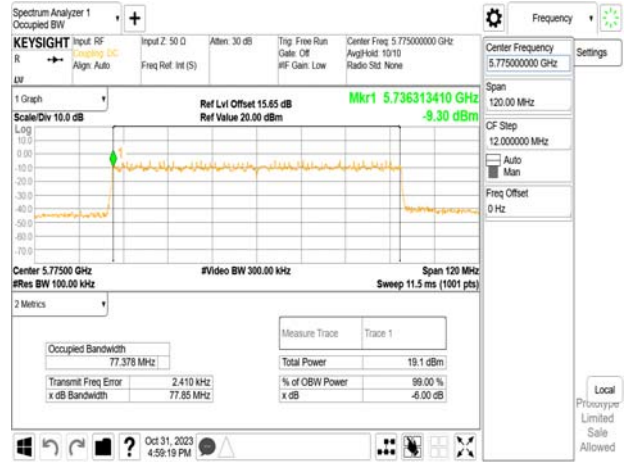 Spectrum Analyzer 1
Occupied BW
+
Frequency
KEYSIGHT
Input: RF
Coupling: DC
Align: Auto
Input Z: 50 Ω
Freq Ref: Int (S)
Atten: 30 dB
Trig: Free Run
Gate: Off
#IF Gain: Low
Center Freq: 5.775000000 GHz
Avg|Hold: 10/10
Radio Std: None
R
LVI
Center Frequency
5.775000000 GHz
Settings
Span
120.00 MHz
CF Step
12.000000 MHz
Auto
Man
Freq Offset
0 Hz
1 Graph
Ref Lvl Offset 15.65 dB
Mkr1 5.736313410 GHz
Scale/Div 10.0 dB
Ref Value 20.00 dBm
-9.30 dBm
Log
10.0
0.00
-10.0
-20.0
-30.0
-40.0
-50.0
-60.0
-70.0
1
Center 5.77500 GHz
#Video BW 300.00 kHz
Span 120 MHz
#Res BW 100.00 kHz
Sweep 11.5 ms (1001 pts)
2 Metrics
Measure Trace
Trace 1
Occupied Bandwidth
77.378 MHz
Total Power
19.1 dBm
Transmit Freq Error
2.410 kHz
% of OBW Power
99.00 %
x dB Bandwidth
77.85 MHz
x dB
-6.00 dB
Local
Prototype
Limited
Sale
Allowed
?
Oct 31, 2023
4:59:19 PM